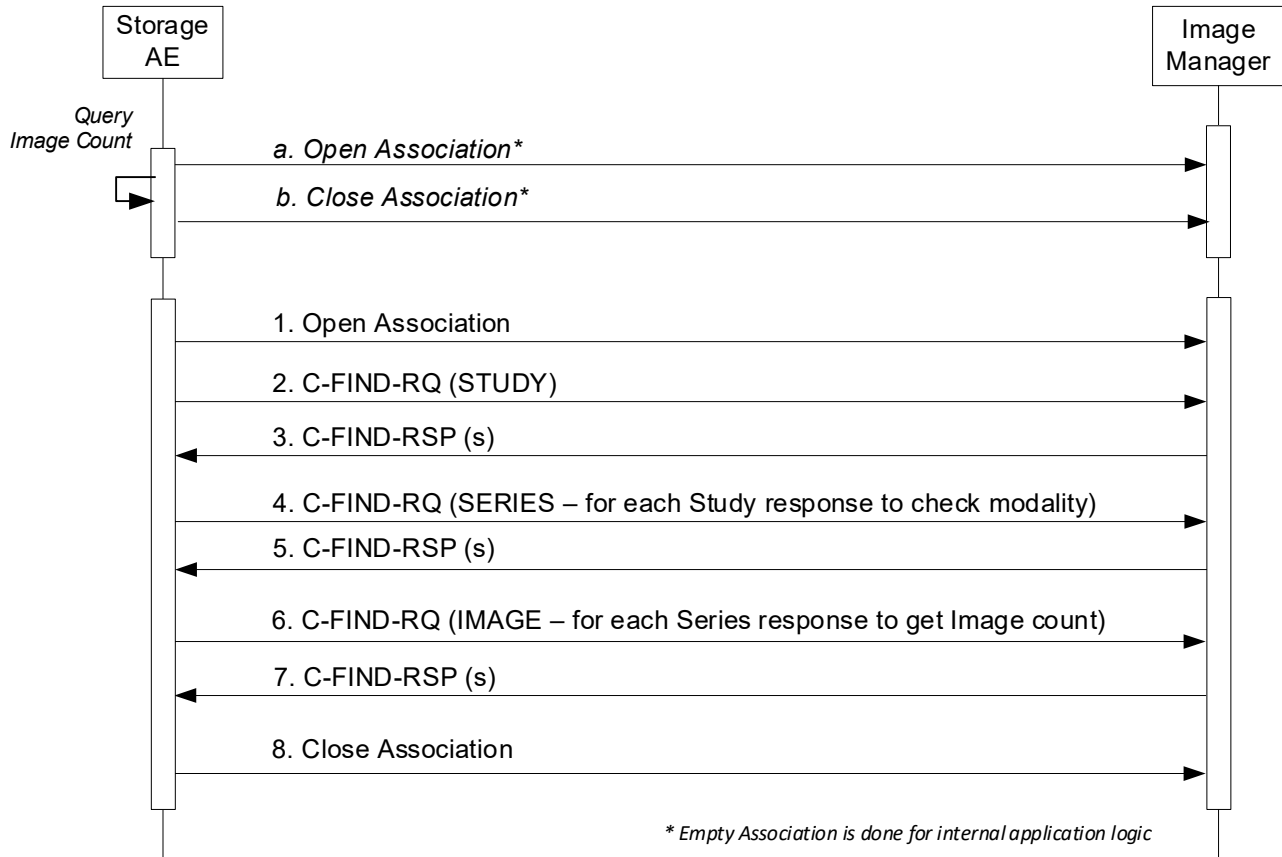 Storage
AE
Image
Manager
Query
Image Count
a. Open Association*
b. Close Association*
1. Open Association
2. C-FIND-RQ (STUDY)
3. C-FIND-RSP (s)
4. C-FIND-RQ (SERIES – for each Study response to check modality)
5. C-FIND-RSP (s)
6. C-FIND-RQ (IMAGE – for each Series response to get Image count)
7. C-FIND-RSP (s)
8. Close Association
* Empty Association is done for internal application logic